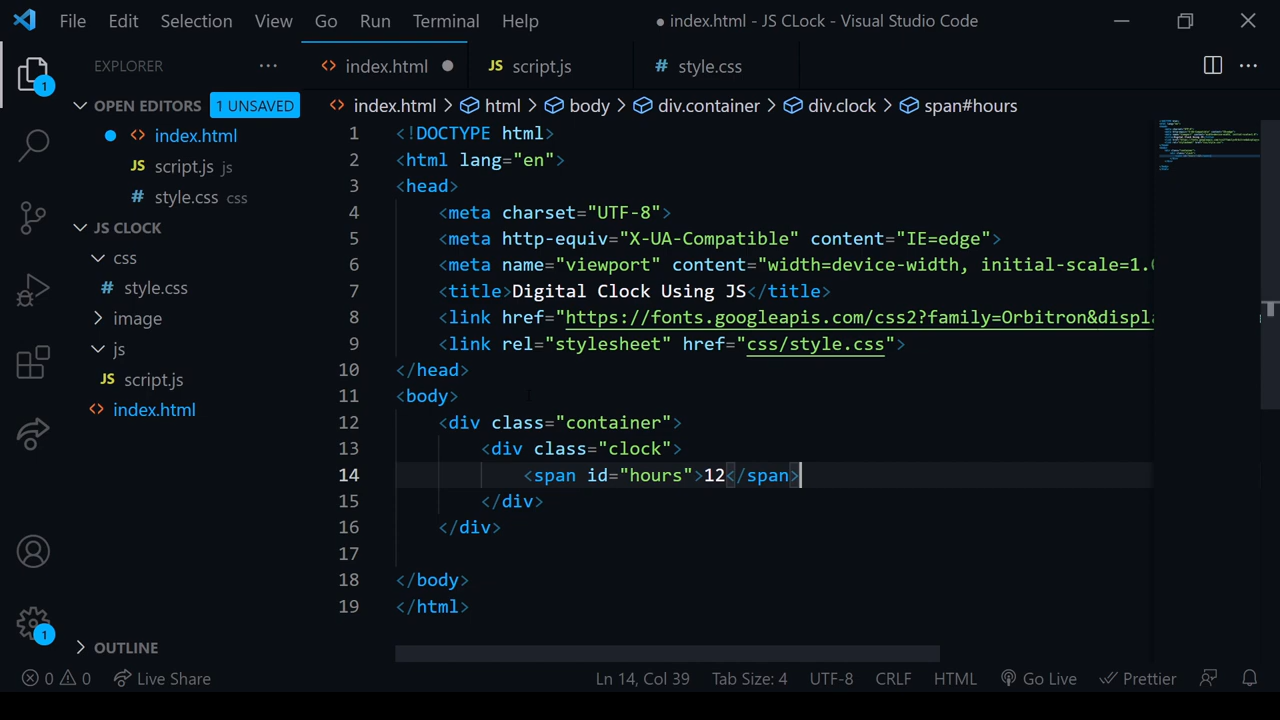 File Edit Selection View Go Run Terminal Help
● index.html - JS CLock - Visual Studio Code
EXPLORER ···
<> index.html ● JS script.js # style.css ···
OPEN EDITORS 1 UNSAVED
● <> index.html
JS script.js js
# style.css css
JS CLOCK
css
# style.css
image
js
JS script.js
<> index.html
OUTLINE
1
1
<> index.html > html > body > div.container > div.clock > span#hours
1 <!DOCTYPE html>
2 <html lang="en">
3 <head>
4 <meta charset="UTF-8">
5 <meta http-equiv="X-UA-Compatible" content="IE=edge">
6 <meta name="viewport" content="width=device-width, initial-scale=1.0
7 <title>Digital Clock Using JS</title>
8 <link href="https://fonts.googleapis.com/css2?family=Orbitron&displa
9 <link rel="stylesheet" href="css/style.css">
10 </head>
11 <body>
12 <div class="container">
13 <div class="clock">
14 <span id="hours">12</span>
15 </div>
16 </div>
17
18 </body>
19 </html>
0 0 Live Share Ln 14, Col 39 Tab Size: 4 UTF-8 CRLF HTML Go Live Prettier